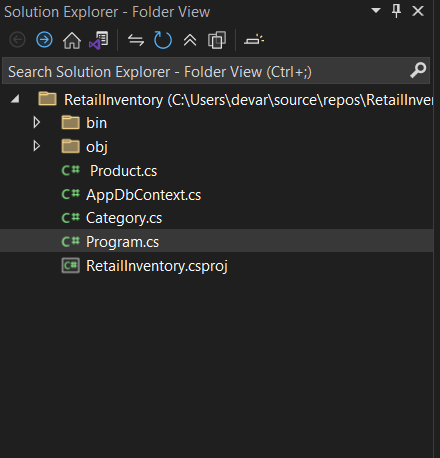 Solution Explorer - Folder View
Search Solution Explorer - Folder View (Ctrl+;)
RetailInventory (C:\Users\devar\source\repos\RetailInver
bin
obj
C# Product.cs
C# AppDbContext.cs
C# Category.cs
C# Program.cs
C# RetailInventory.csproj